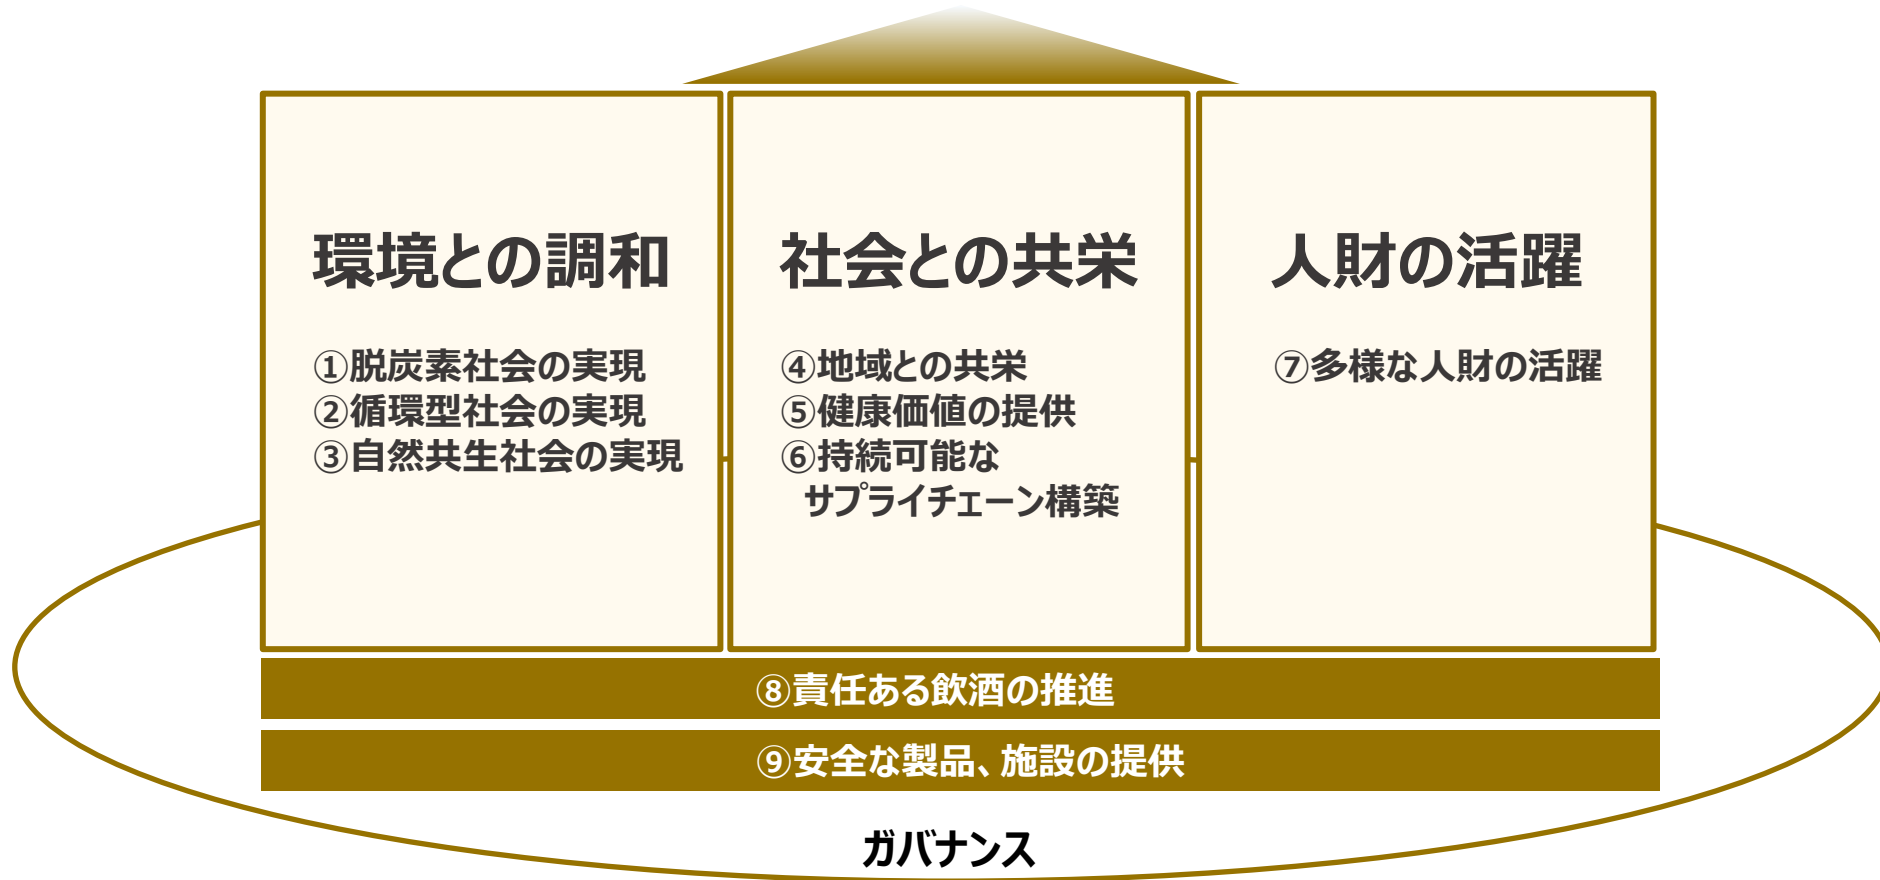 環境との調和
①脱炭素社会の実現
②循環型社会の実現
③自然共生社会の実現
社会との共栄
④地域との共栄
⑤健康価値の提供
⑥持続可能な
サプライチェーン構築
人財の活躍
⑦多様な人財の活躍
⑧責任ある飲酒の推進
⑨安全な製品、施設の提供
ガバナンス